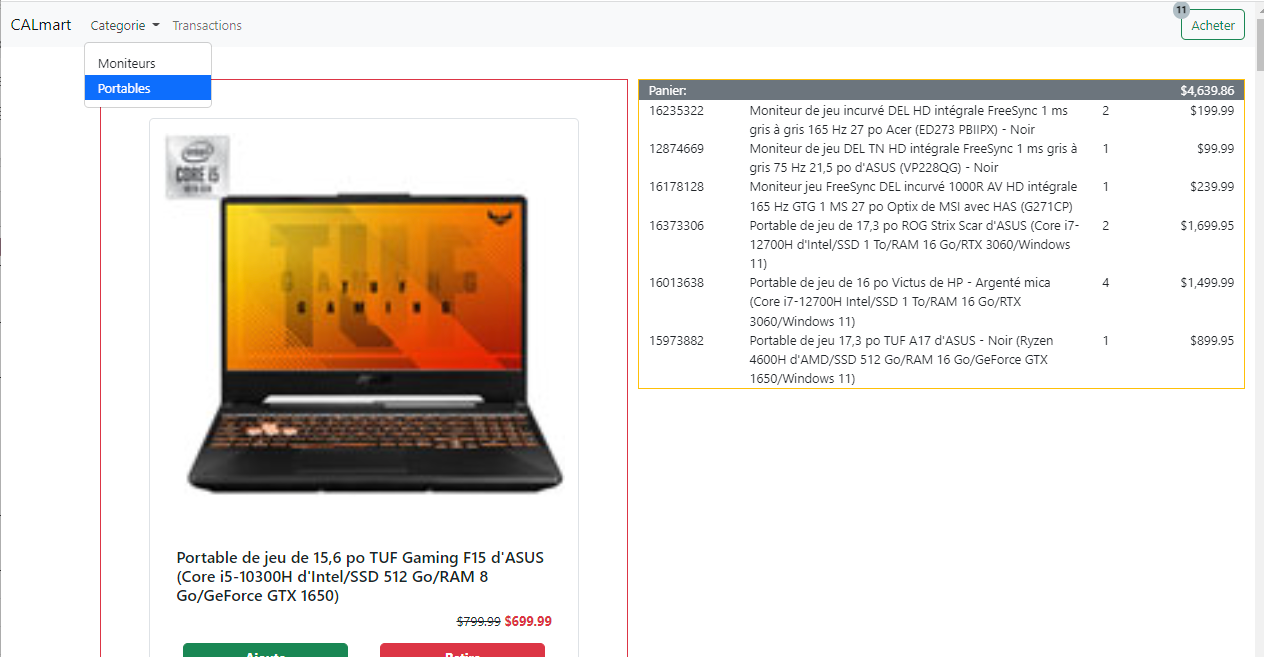 CALmart Categorie Transactions
11
Acheter
Moniteurs
Portables
intel
CORE i5
TUF
GAMING
TUF
GAMING
Portable de jeu de 15,6 po TUF Gaming F15 d'ASUS
(Core i5-10300H d'Intel/SSD 512 Go/RAM 8
Go/GeForce GTX 1650)
$799.99 $699.99
Ajoute Retire
Panier: $4,639.86
16235322 Moniteur de jeu incurvé DEL HD intégrale FreeSync 1 ms 2 $199.99
gris à gris 165 Hz 27 po Acer (ED273 PBIIPX) - Noir
12874669 Moniteur de jeu DEL TN HD intégrale FreeSync 1 ms gris à 1 $99.99
gris 75 Hz 21,5 po d'ASUS (VP228QG) - Noir
16178128 Moniteur jeu FreeSync DEL incurvé 1000R AV HD intégrale 1 $239.99
165 Hz GTG 1 MS 27 po Optix de MSI avec HAS (G271CP)
16373306 Portable de jeu de 17,3 po ROG Strix Scar d'ASUS (Core i7- 2 $1,699.95
12700H d'Intel/SSD 1 To/RAM 16 Go/RTX 3060/Windows
11)
16013638 Portable de jeu de 16 po Victus de HP - Argenté mica 4 $1,499.99
(Core i7-12700H Intel/SSD 1 To/RAM 16 Go/RTX
3060/Windows 11)
15973882 Portable de jeu 17,3 po TUF A17 d'ASUS - Noir (Ryzen 1 $899.95
4600H d'AMD/SSD 512 Go/RAM 16 Go/GeForce GTX
1650/Windows 11)